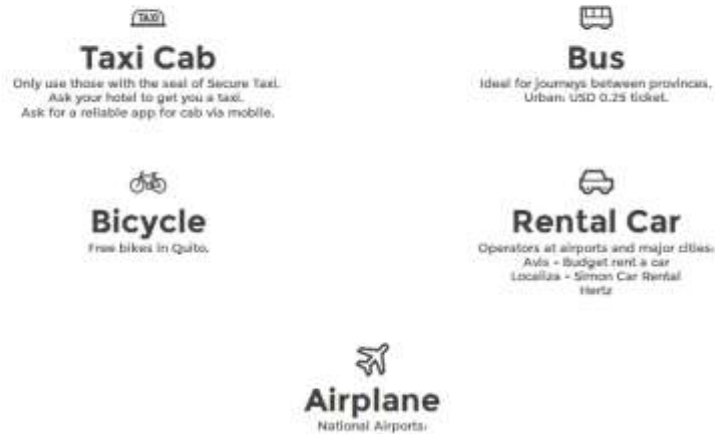 TAXI
Taxi Cab
Only use those with the seal of Secure Taxi.
Ask your hotel to get you a taxi.
Ask for a reliable app for cab via mobile.
Bus
Ideal for journeys between provinces.
Urban: USD 0.25 ticket.
Bicycle
Free bikes in Quito.
Rental Car
Operators at airports and major cities:
Avis - Budget rent a car
Localiza - Simon Car Rental
Hertz
Airplane
National Airports: